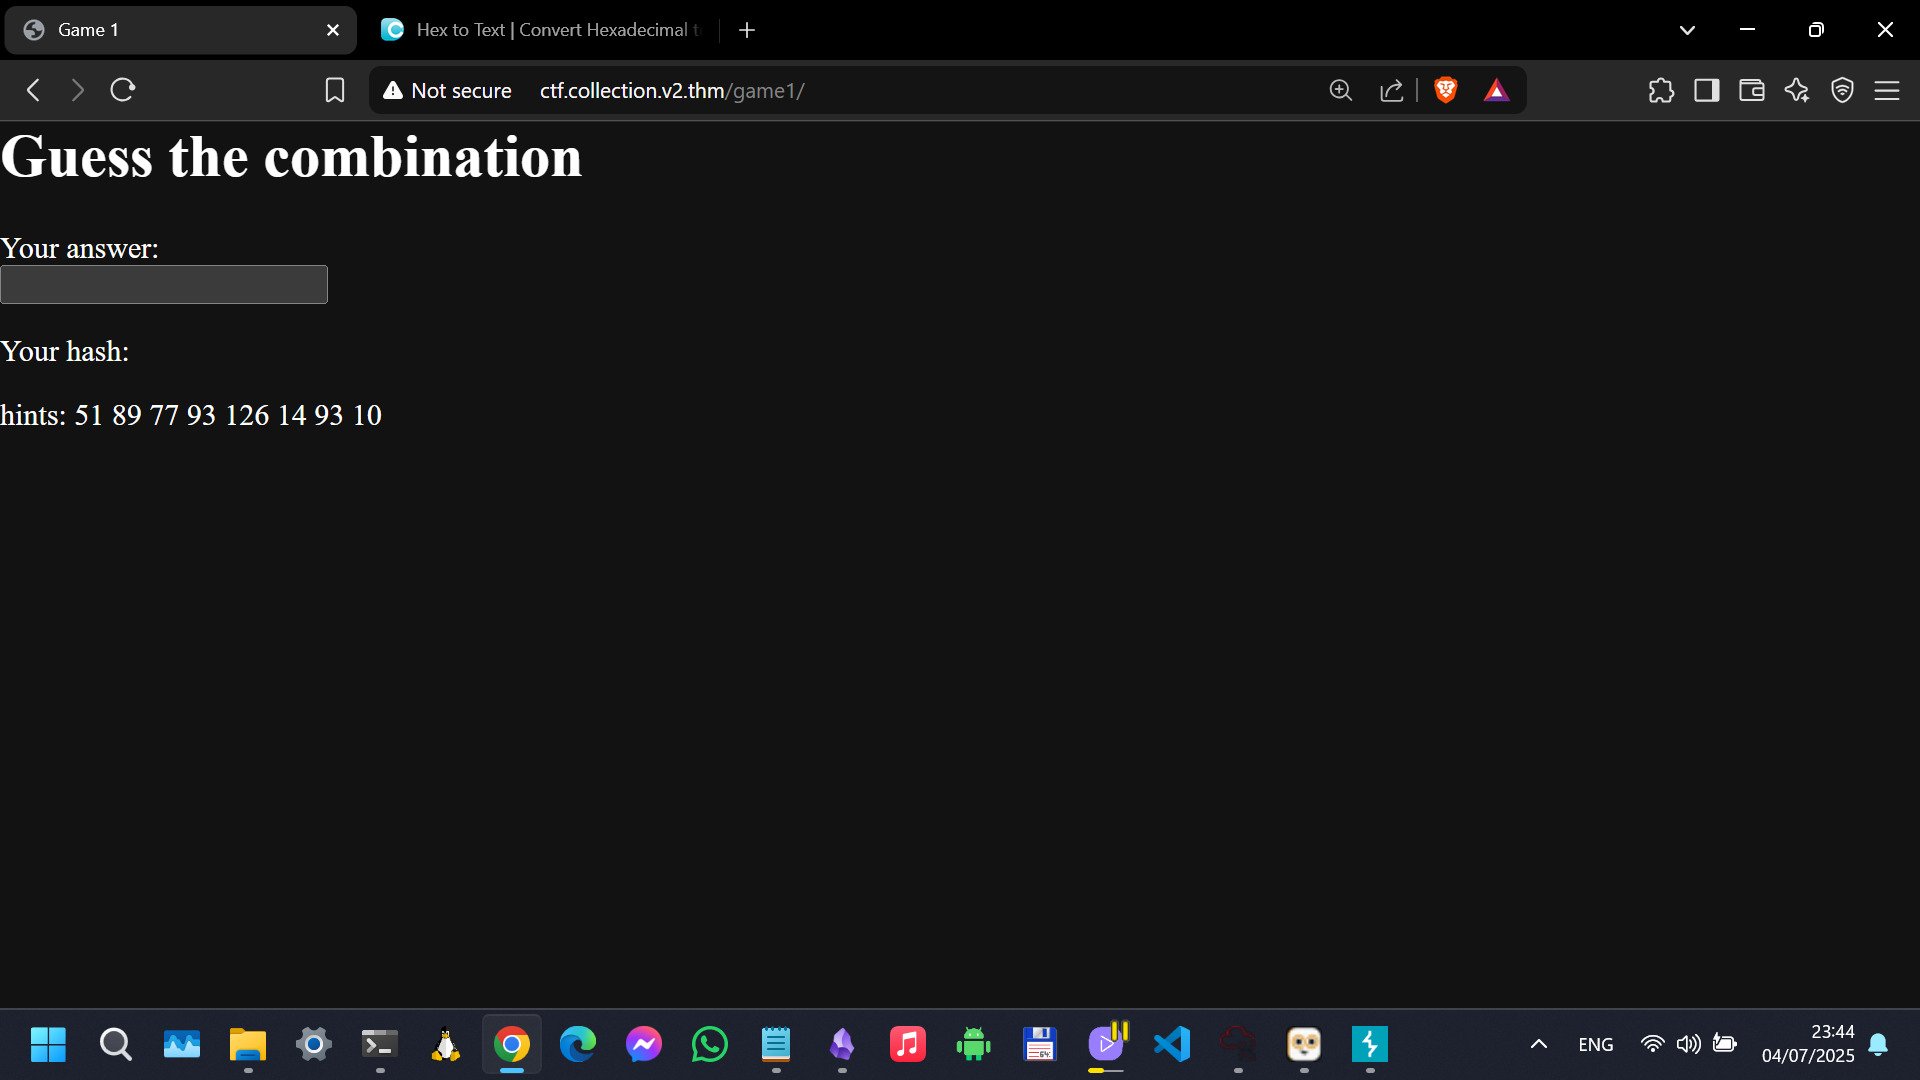 Game 1
Hex to Text | Convert Hexadecimal t
Not secure ctf.collection.v2.thm/game1/
Guess the combination
Your answer:
Your hash:
hints: 51 89 77 93 126 14 93 10
64
ENG
23:44
04/07/2025